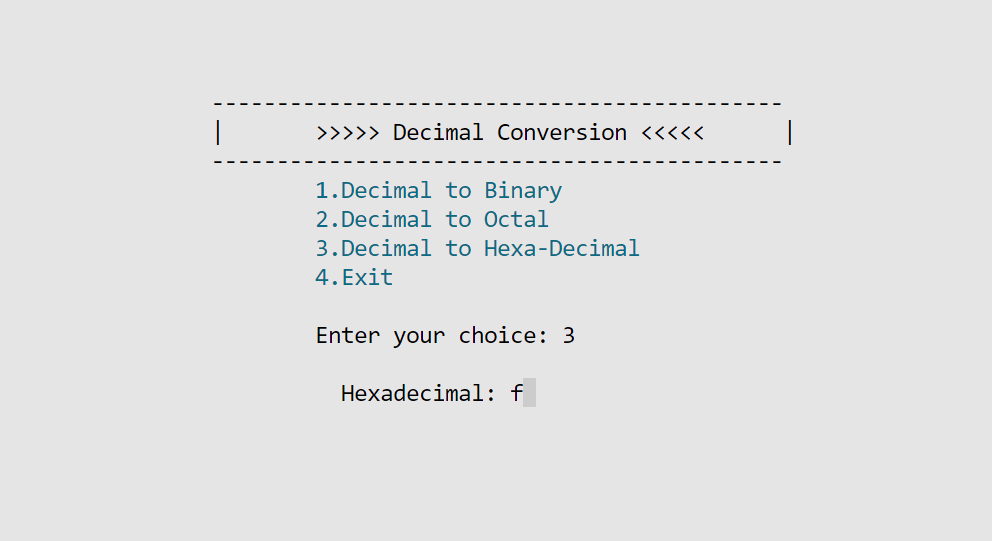 --------------------------------------------
|       >>>>> Decimal Conversion <<<<<      |
--------------------------------------------
1.Decimal to Binary
2.Decimal to Octal
3.Decimal to Hexa-Decimal
4.Exit
Enter your choice: 3
Hexadecimal: f